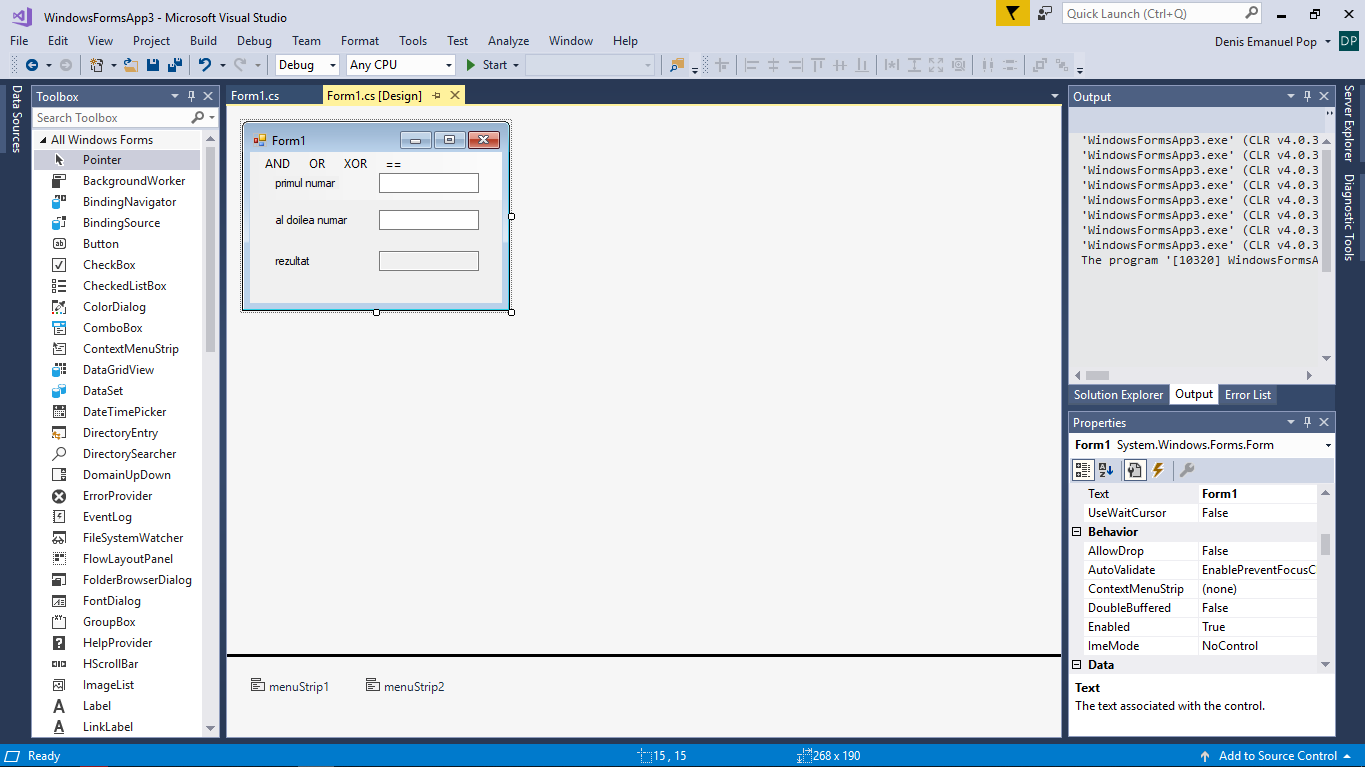 WindowsFormsApp3 - Microsoft Visual Studio
Quick Launch (Ctrl+Q)
File Edit View Project Build Debug Team Format Tools Test Analyze Window Help
Denis Emanuel Pop DP
Debug Any CPU Start
Data Sources
Toolbox
Search Toolbox
All Windows Forms
Pointer
BackgroundWorker
BindingNavigator
BindingSource
Button
CheckBox
CheckedListBox
ColorDialog
ComboBox
ContextMenuStrip
DataGridView
DataSet
DateTimePicker
DirectoryEntry
DirectorySearcher
DomainUpDown
ErrorProvider
EventLog
FileSystemWatcher
FlowLayoutPanel
FolderBrowserDialog
FontDialog
GroupBox
HelpProvider
HScrollBar
ImageList
Label
LinkLabel
Form1.cs Form1.cs [Design]
Form1
AND OR XOR ==
primul numar
al doilea numar
rezultat
menuStrip1 menuStrip2
Output
'WindowsFormsApp3.exe' (CLR v4.0.3
'WindowsFormsApp3.exe' (CLR v4.0.3
'WindowsFormsApp3.exe' (CLR v4.0.3
'WindowsFormsApp3.exe' (CLR v4.0.3
'WindowsFormsApp3.exe' (CLR v4.0.3
'WindowsFormsApp3.exe' (CLR v4.0.3
'WindowsFormsApp3.exe' (CLR v4.0.3
'WindowsFormsApp3.exe' (CLR v4.0.3
The program '[10320] WindowsFormsA
Solution Explorer Output Error List
Properties
Form1 System.Windows.Forms.Form
Text Form1
UseWaitCursor False
Behavior
AllowDrop False
AutoValidate EnablePreventFocusC
ContextMenuStrip (none)
DoubleBuffered False
Enabled True
ImeMode NoControl
Data
Text
The text associated with the control.
Server Explorer
Diagnostic Tools
Ready 15 , 15 268 x 190 Add to Source Control